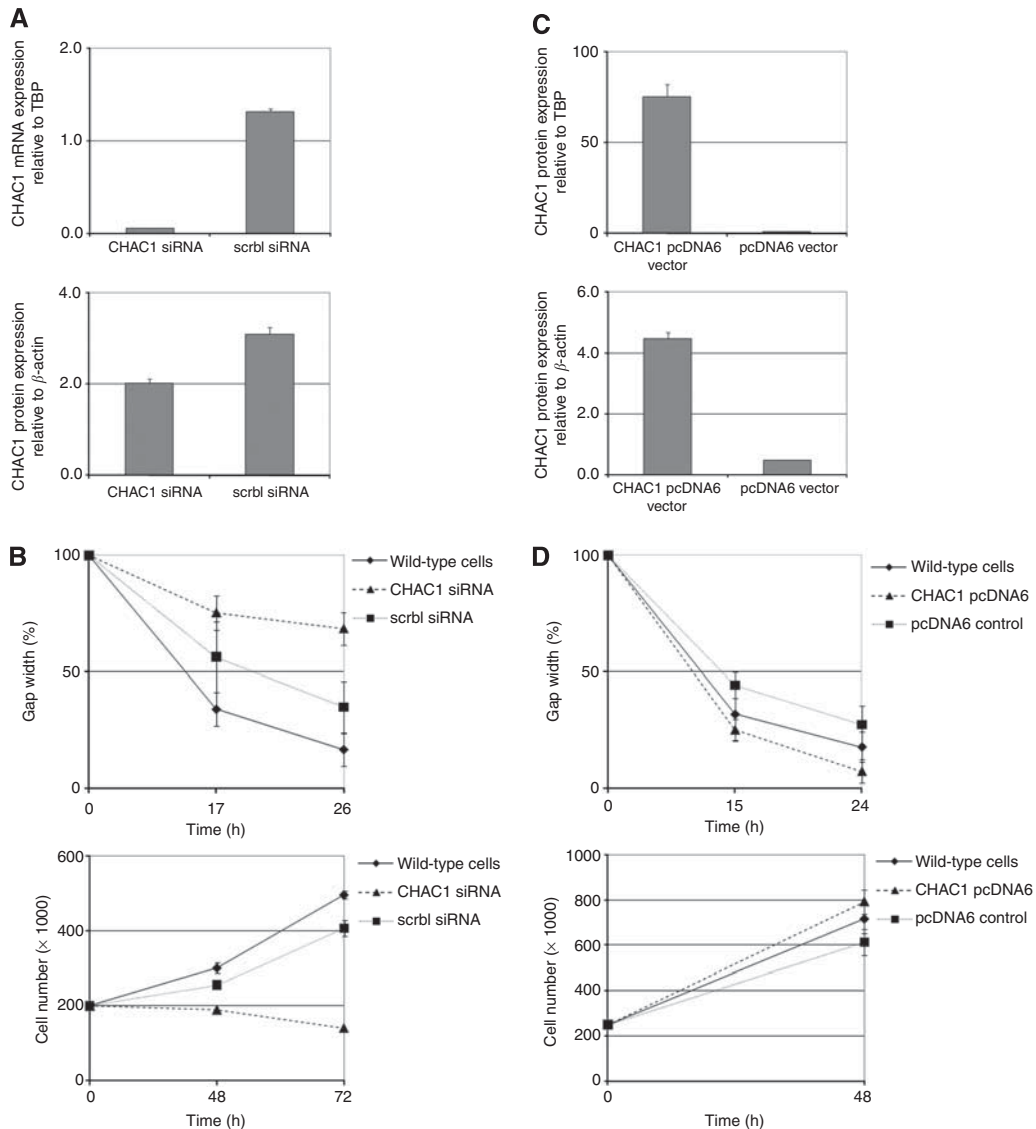 A
CHAC1 mRNA expression
relative to TBP
2.0
1.0
0.0
CHAC1 siRNA
scrbl siRNA
CHAC1 protein expression
relative to β-actin
4.0
2.0
0.0
CHAC1 siRNA
scrbl siRNA
C
CHAC1 protein expression
relative to TBP
100
50
0
CHAC1 pcDNA6
vector
pcDNA6 vector
CHAC1 protein expression
relative to β-actin
6.0
4.0
2.0
0.0
CHAC1 pcDNA6
vector
pcDNA6 vector
B
Gap width (%)
100
50
0
0
17
26
Time (h)
Wild-type cells
CHAC1 siRNA
scrbl siRNA
Cell number (× 1000)
600
400
200
0
0
48
72
Time (h)
Wild-type cells
CHAC1 siRNA
scrbl siRNA
D
Gap width (%)
100
50
0
0
15
24
Time (h)
Wild-type cells
CHAC1 pcDNA6
pcDNA6 control
Cell number (× 1000)
1000
800
600
400
200
0
0
48
Time (h)
Wild-type cells
CHAC1 pcDNA6
pcDNA6 control